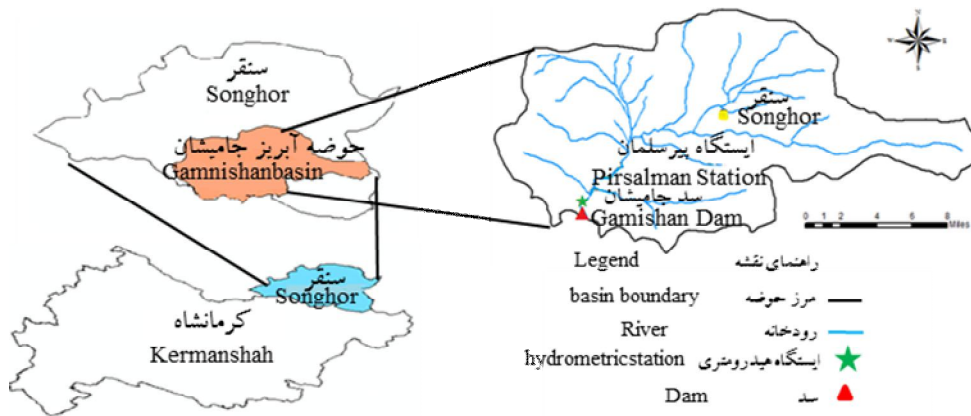 سنقر
Songhor
حوضه آبریز جامیشان
Gamnishanbasin
سنقر
Songhor
کرمانشاه
Kermanshah
N
W
E
S
سنقر
Songhor
ایستگاه پیرسلمان
Pirsalman Station
سد جامیشان
Gamishan Dam
0 1 2 4 6 8
Miles
Legend راهنمای نقشه
basin boundary مرز حوضه
River رودخانه
hydrometricstation ایستگاه هیدرومتری
Dam سد